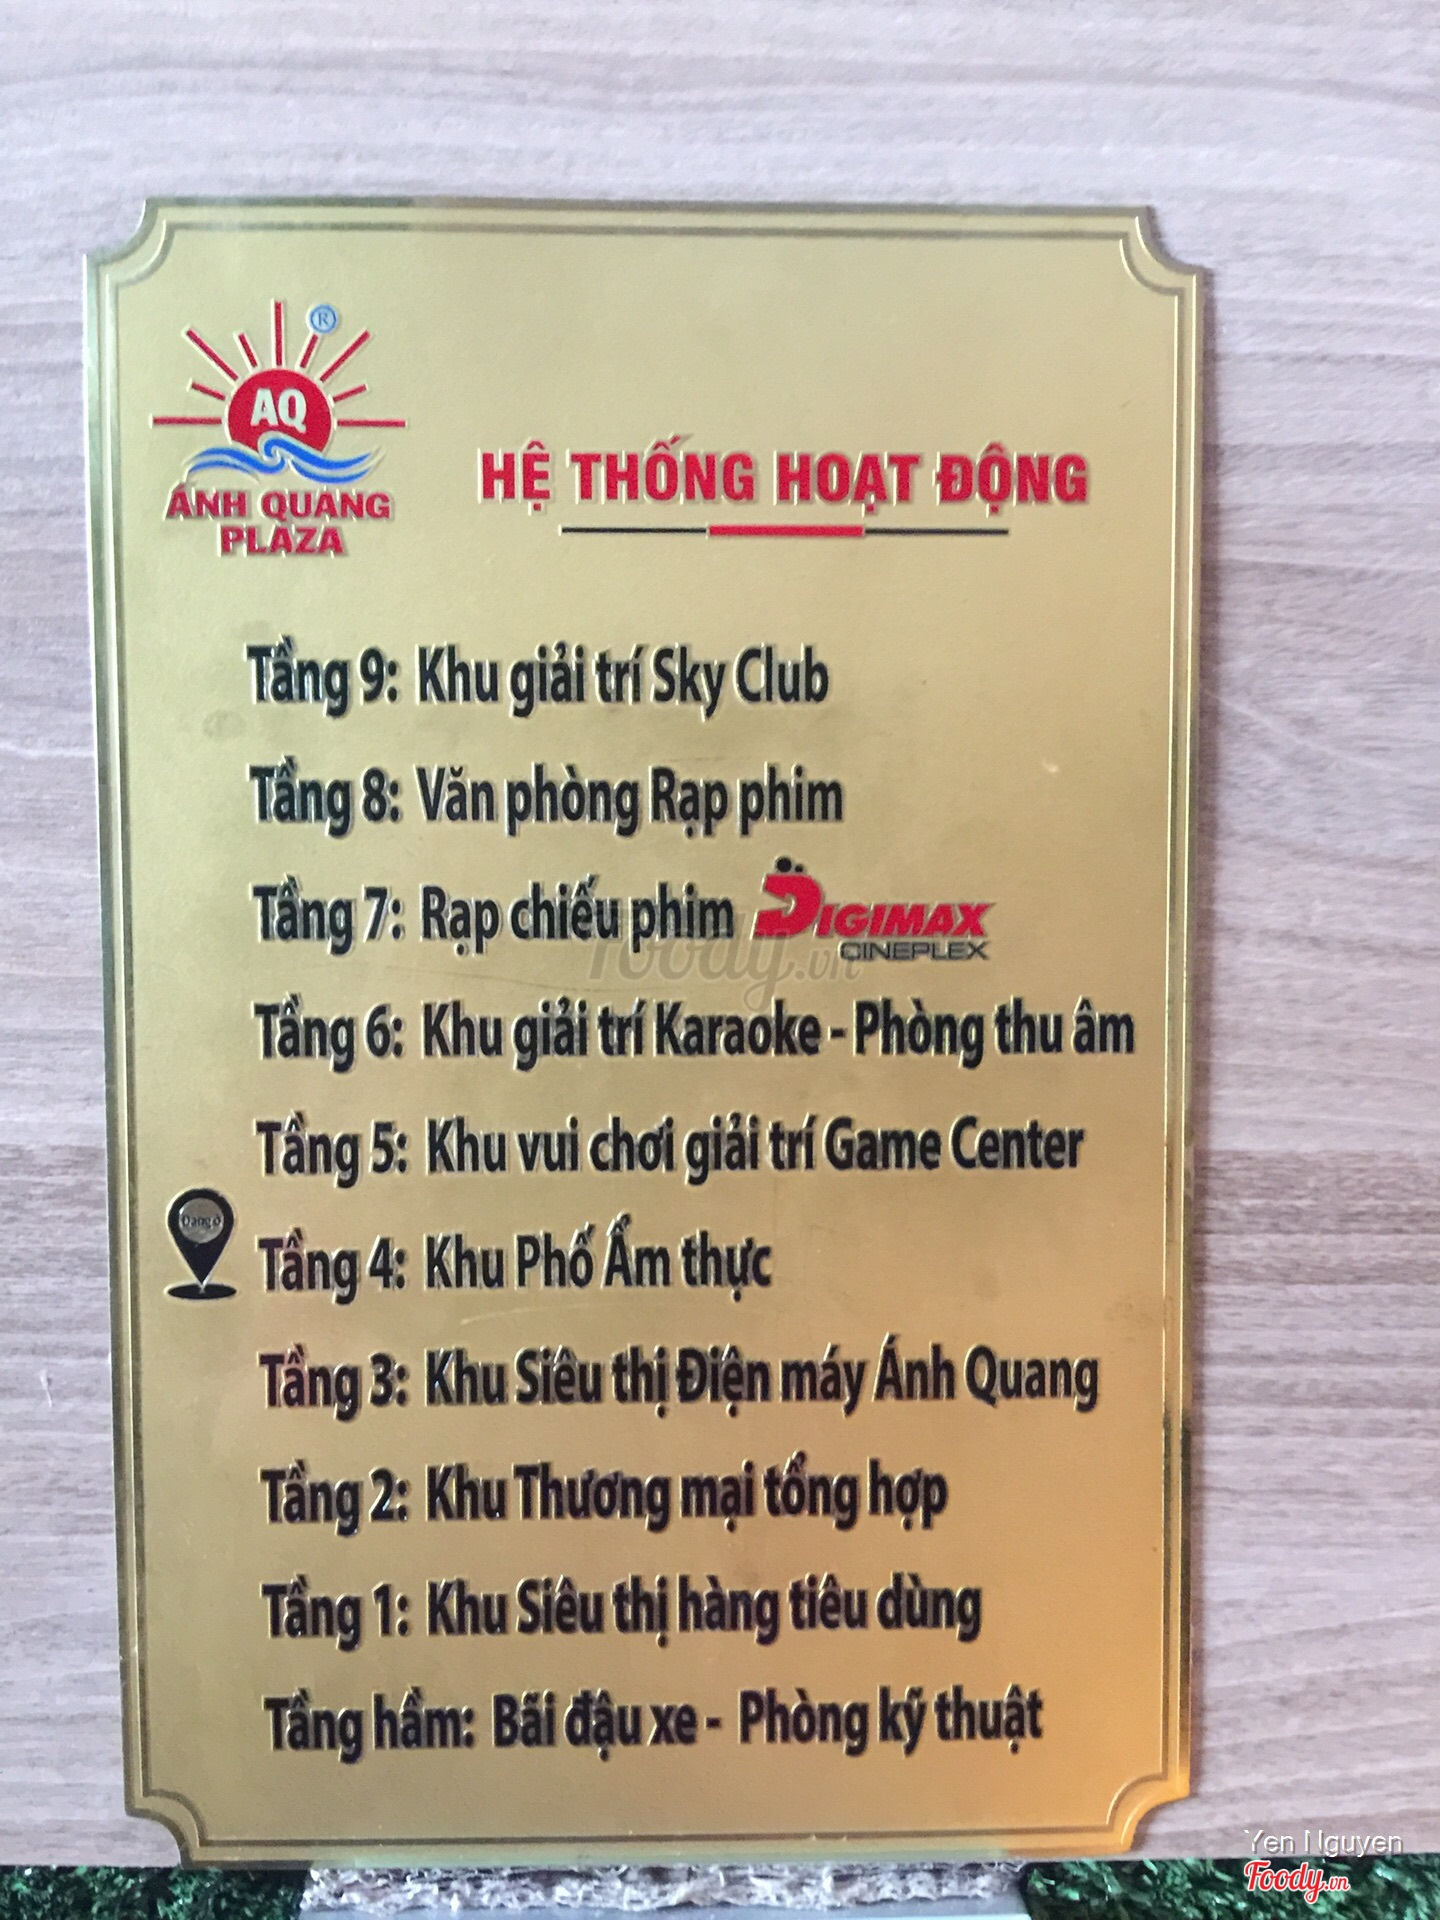 ®
AQ
ÁNH QUANG
PLAZA
HỆ THỐNG HOẠT ĐỘNG
Tầng 9: Khu giải trí Sky Club
Tầng 8: Văn phòng Rạp phim
Tầng 7: Rạp chiếu phim DIGIMAX
CINEPLEX
Foody.vn
Tầng 6: Khu giải trí Karaoke - Phòng thu âm
Tầng 5: Khu vui chơi giải trí Game Center
Đang ở
Tầng 4: Khu Phố Ẩm thực
Tầng 3: Khu Siêu thị Điện máy Ánh Quang
Tầng 2: Khu Thương mại tổng hợp
Tầng 1: Khu Siêu thị hàng tiêu dùng
Tầng hầm: Bãi đậu xe - Phòng kỹ thuật
Yen Nguyen
Foody.vn